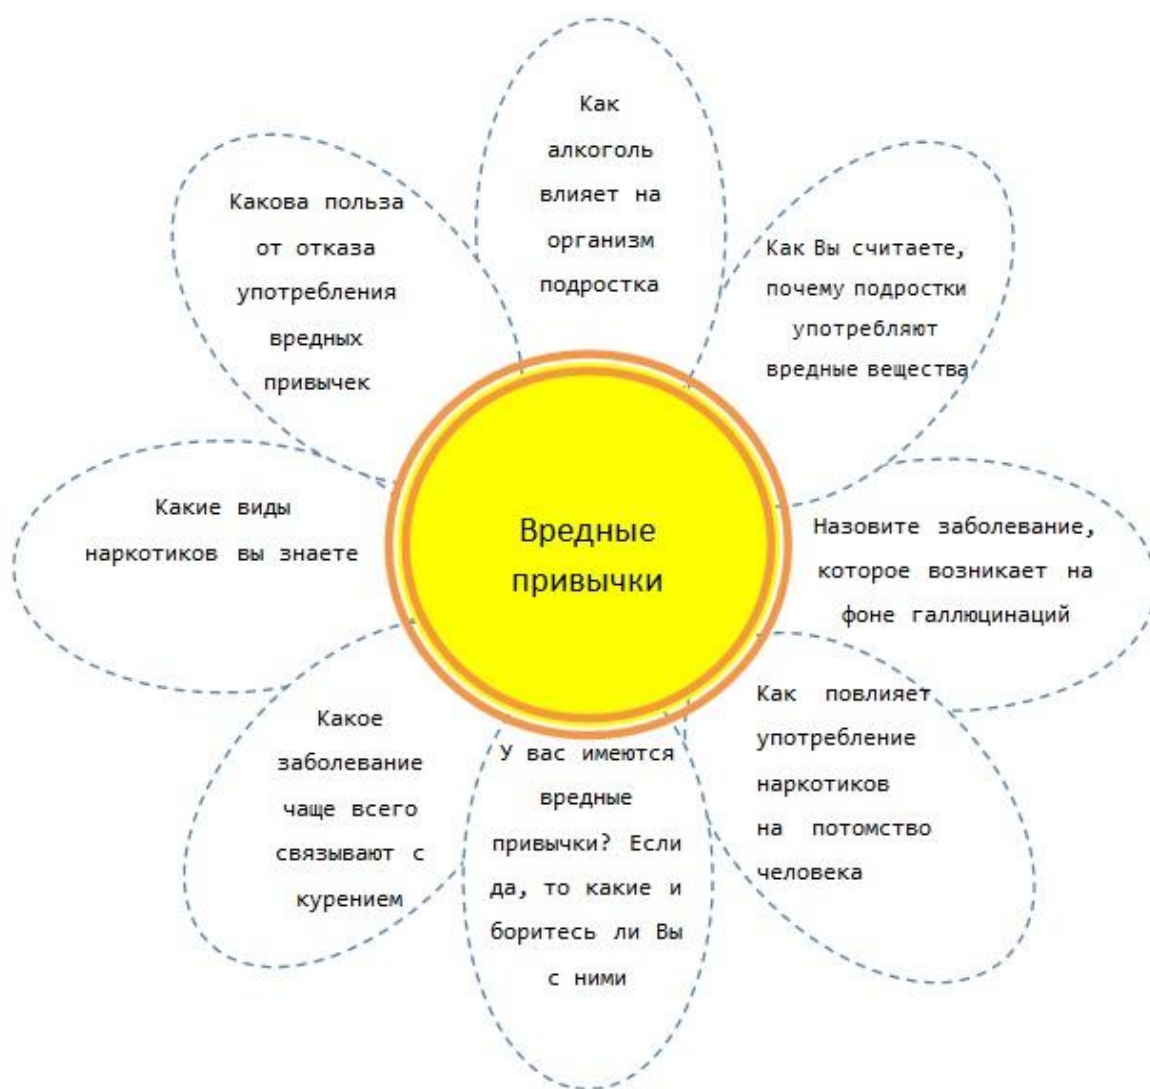 Как
алкоголь
влияет на
организм
подростка
Как Вы считаете,
почему подростки
употребляют
вредные вещества
Назовите заболевание,
которое возникает на
фоне галлюцинаций
Как повлияет
употребление
наркотиков
на потомство
человека
У вас имеются
вредные
привычки? Если
да, то какие и
боритесь ли Вы
с ними
Какое
заболевание
чаще всего
связывают с
курением
Какие виды
наркотиков вы знаете
Какова польза
от отказа
употребления
вредных
привычек
Вредные
привычки